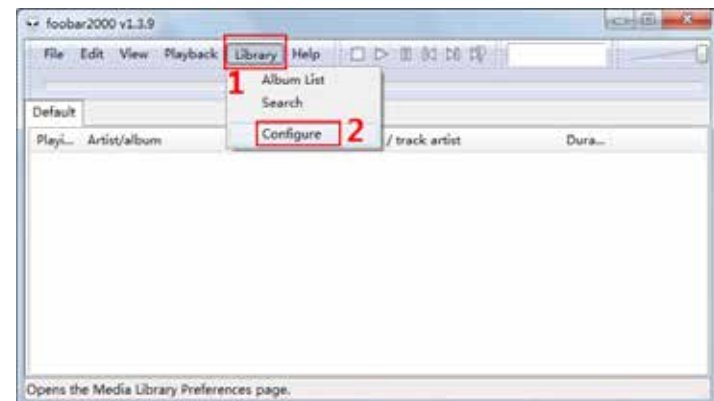 foobar2000 v1.3.9
File Edit View Playback Library Help
1
Album List
Search
Configure 2
Default
Playi... Artist/album / track artist Dura...
Opens the Media Library Preferences page.